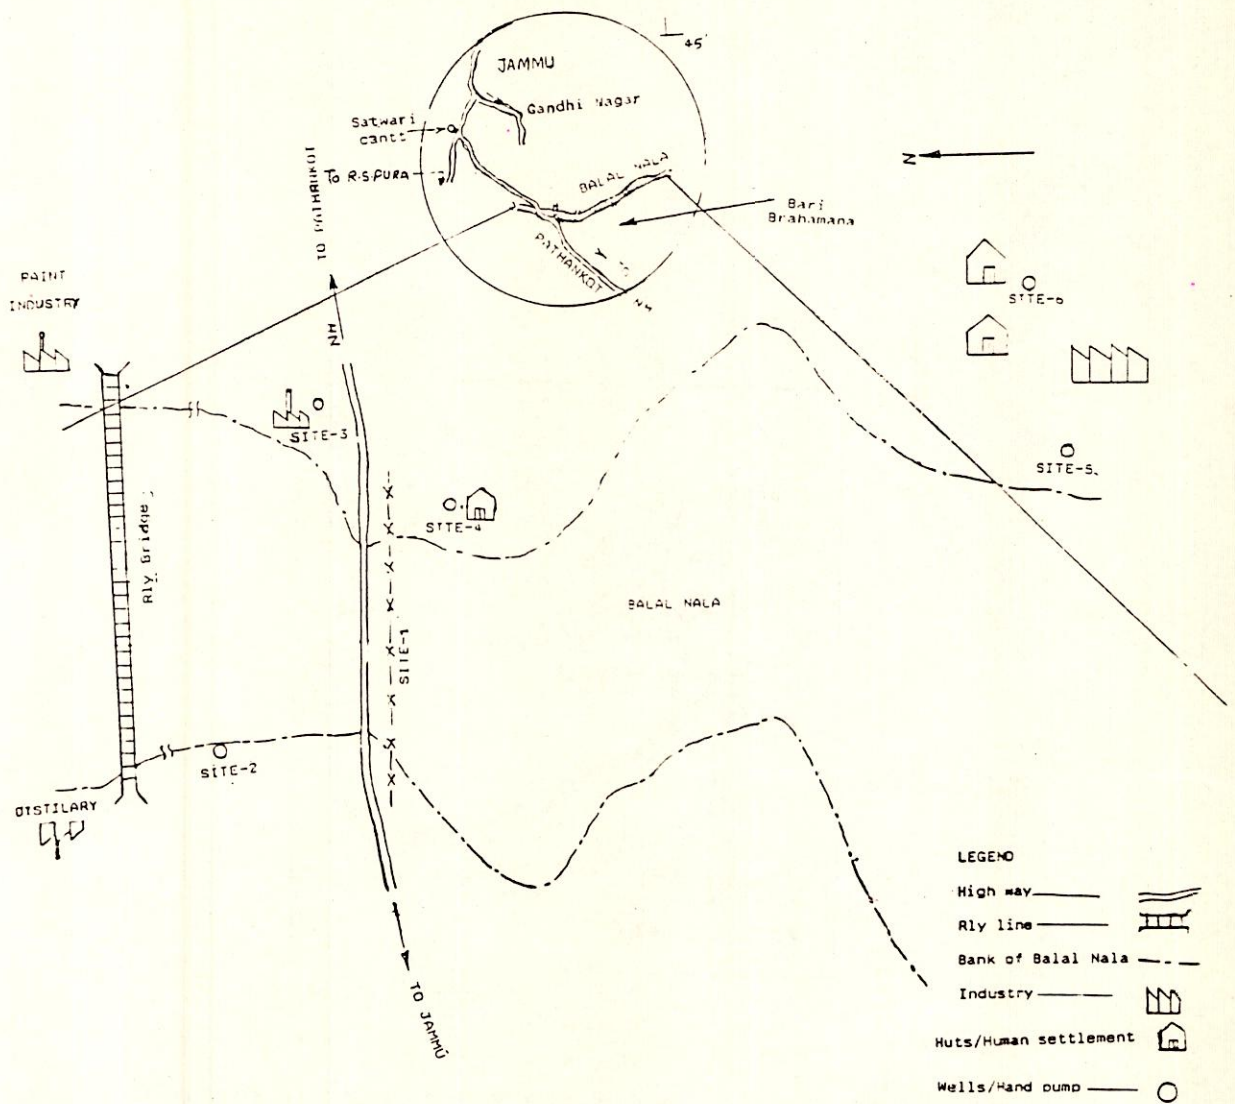 45'
JAMMU
Gandhi Nagar
Satwari
cantt
To R.S.PURA
BALAL NALA
Bari
Brahamana
PATHANKOT
TO
NH
N
TO PATHANKOT
NH
PAINT
INDUSTRY
SITE-6
SITE-3
SITE-5.
SITE-4
Rly Bridge
SITE-1
BALAL NALA
SITE-2
DISTILARY
TO JAMMU
LEGEND
High way
Rly line
Bank of Balal Nala
Industry
Huts/Human settlement
Wells/Hand pump